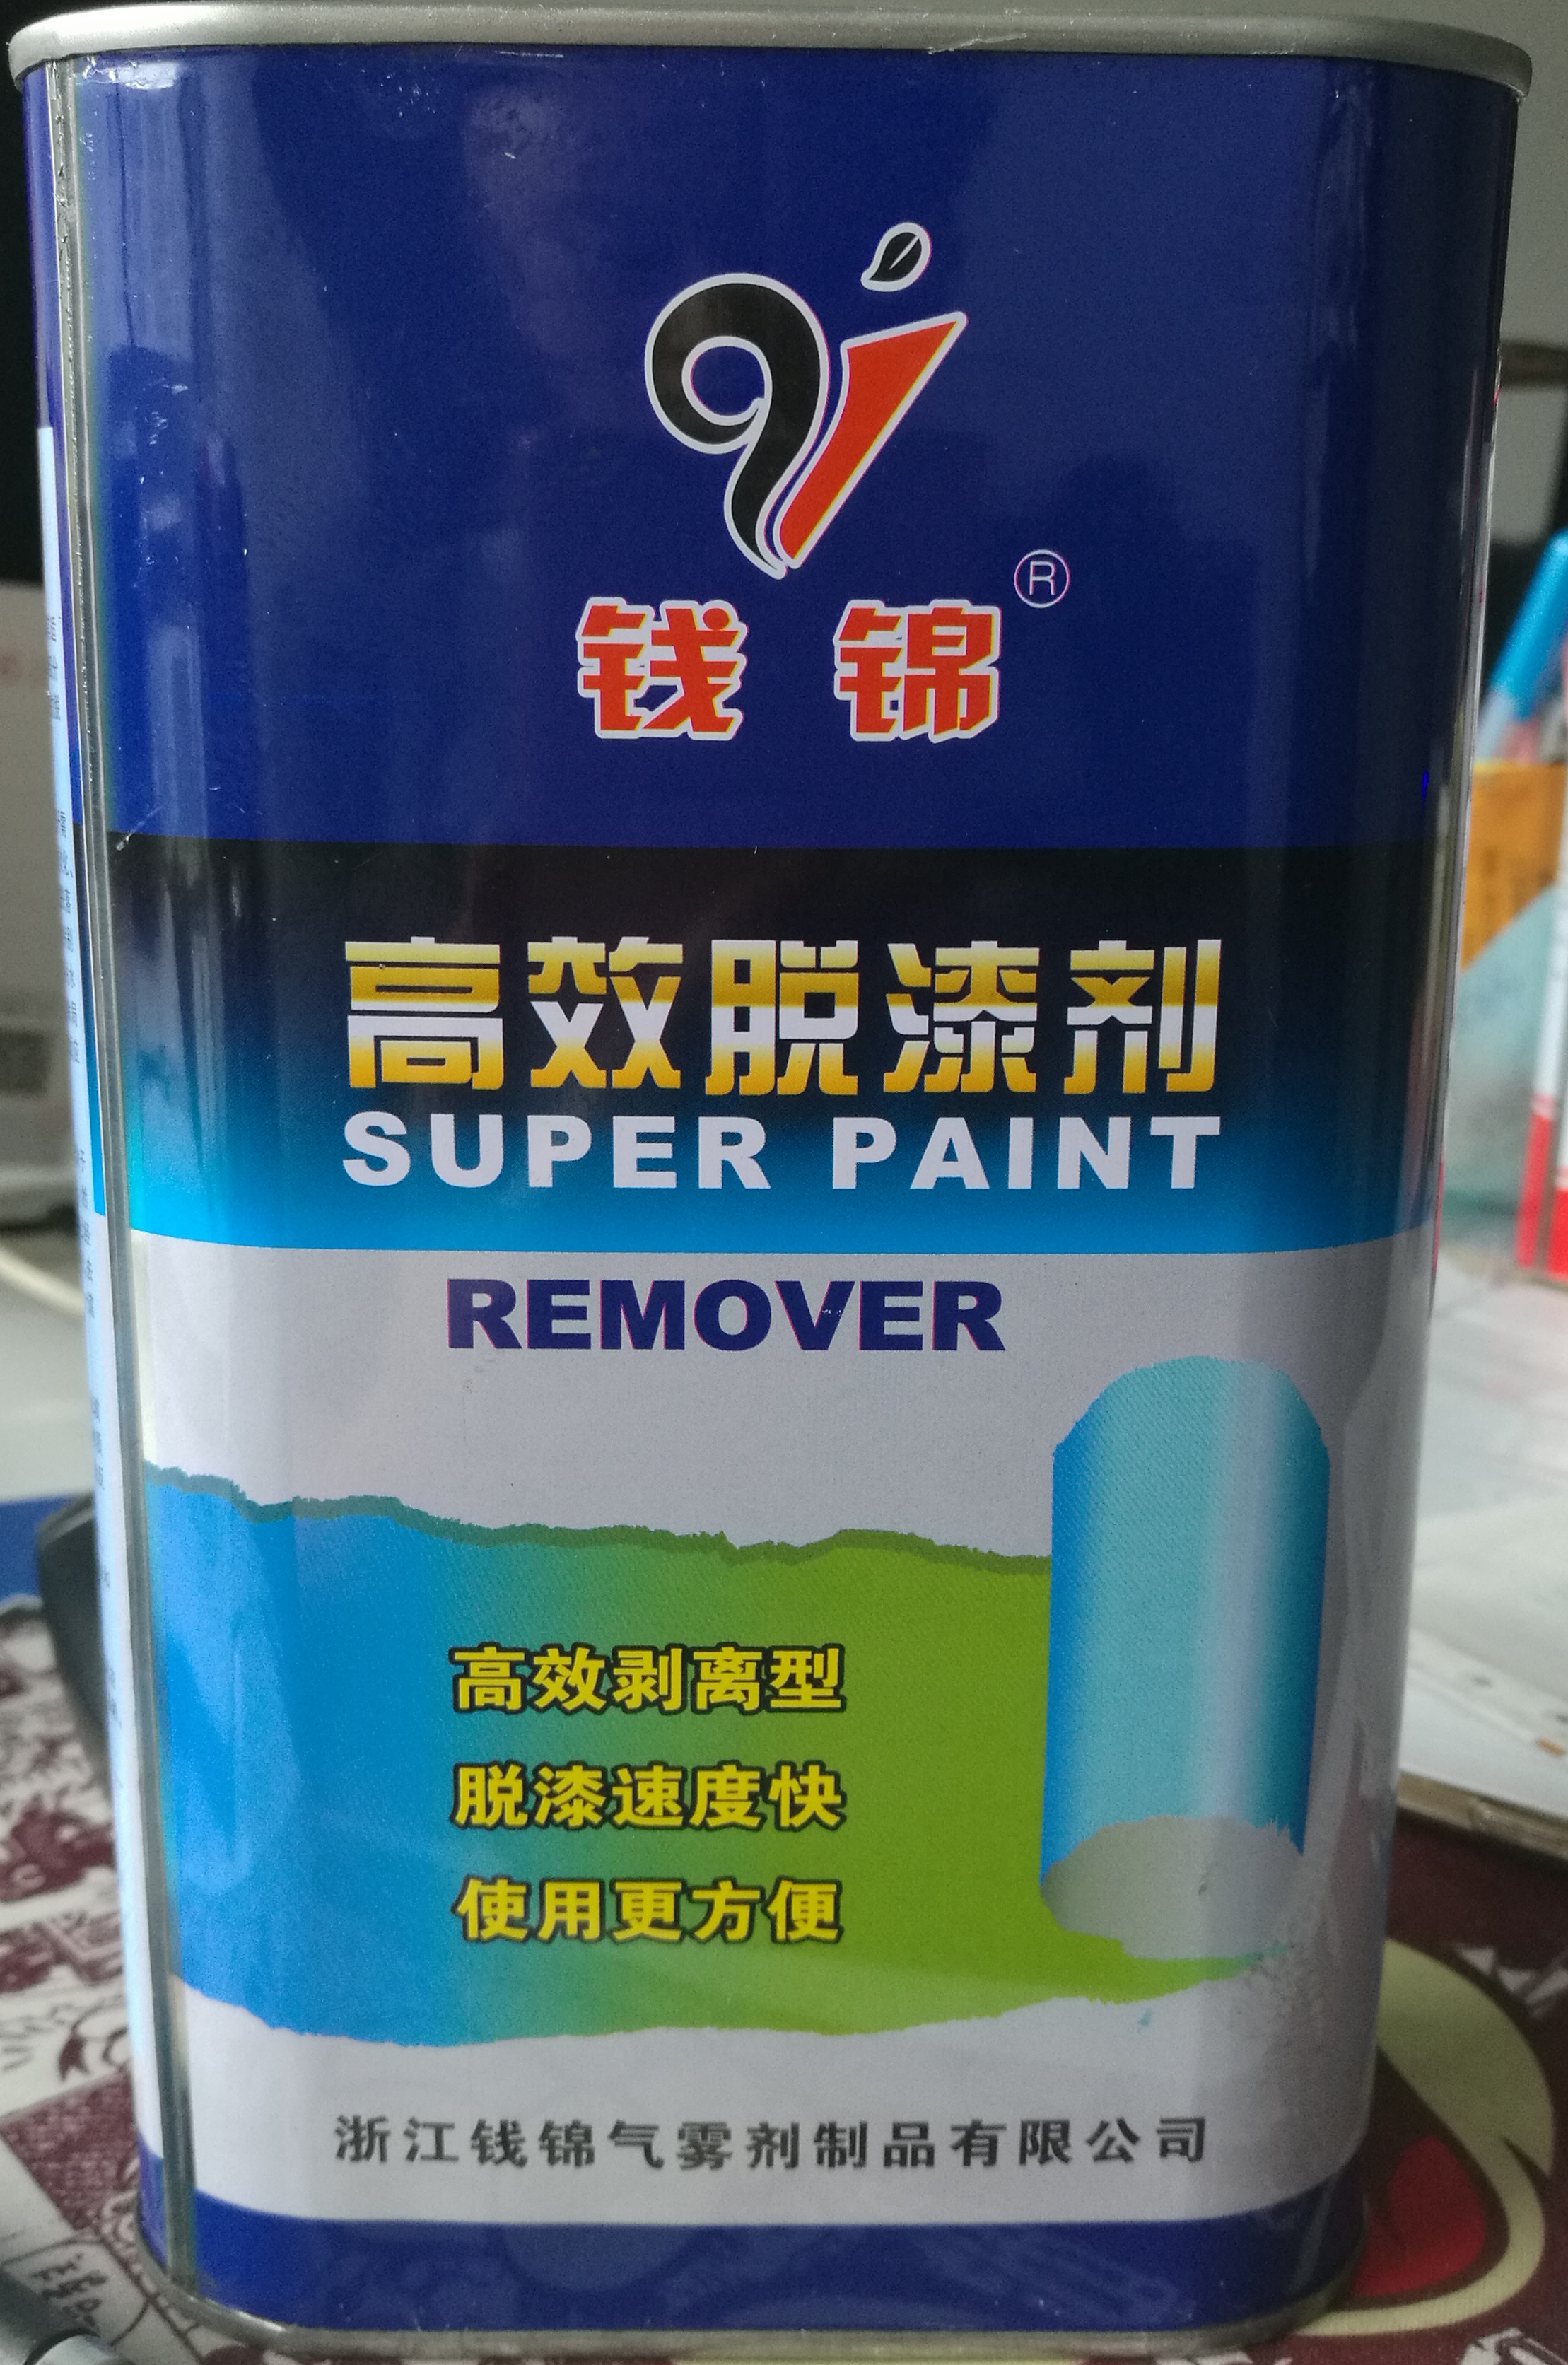 钱锦®
高效脱漆剂
SUPER PAINT
REMOVER
高效剥离型
脱漆速度快
使用更方便
浙江钱锦气雾剂制品有限公司